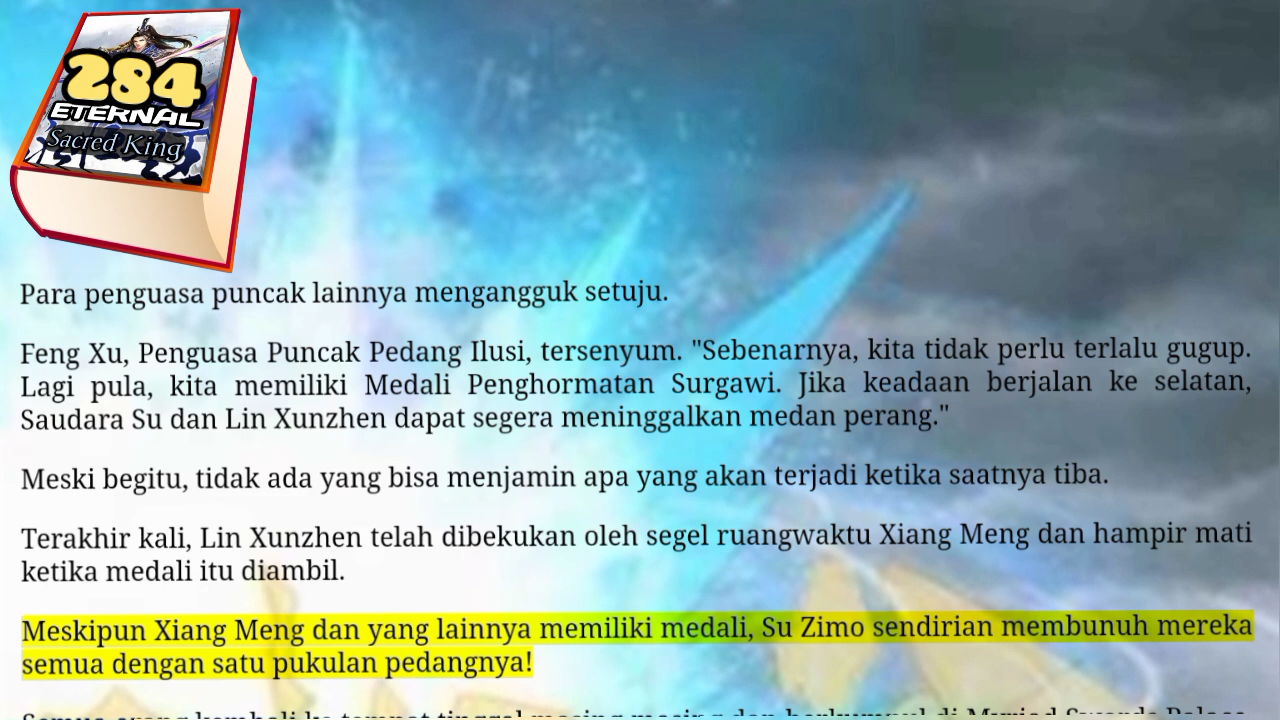 284
ETERNAL
Sacred King
Para penguasa puncak lainnya mengangguk setuju.
Feng Xu, Penguasa Puncak Pedang Ilusi, tersenyum. "Sebenarnya, kita tidak perlu terlalu gugup.
Lagi pula, kita memiliki Medali Penghormatan Surgawi. Jika keadaan berjalan ke selatan,
Saudara Su dan Lin Xunzhen dapat segera meninggalkan medan perang."
Meski begitu, tidak ada yang bisa menjamin apa yang akan terjadi ketika saatnya tiba.
Terakhir kali, Lin Xunzhen telah dibekukan oleh segel ruangwaktu Xiang Meng dan hampir mati
ketika medali itu diambil.
Meskipun Xiang Meng dan yang lainnya memiliki medali, Su Zimo sendirian membunuh mereka
semua dengan satu pukulan pedangnya!